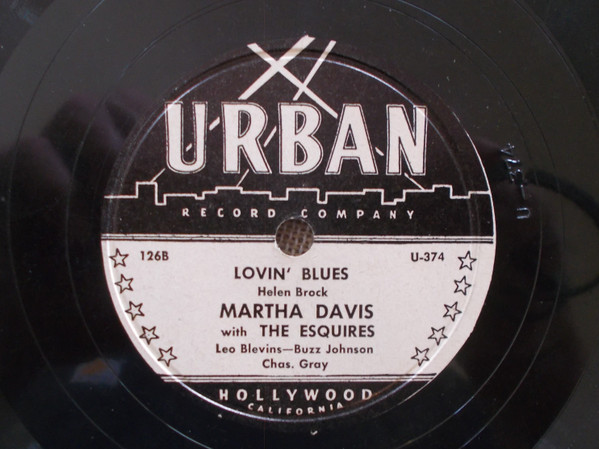 URBAN
RECORD COMPANY
126B
U-374
LOVIN' BLUES
Helen Brock
MARTHA DAVIS
with THE ESQUIRES
Leo Blevins—Buzz Johnson
Chas. Gray
HOLLYWOOD
CALIFORNIA